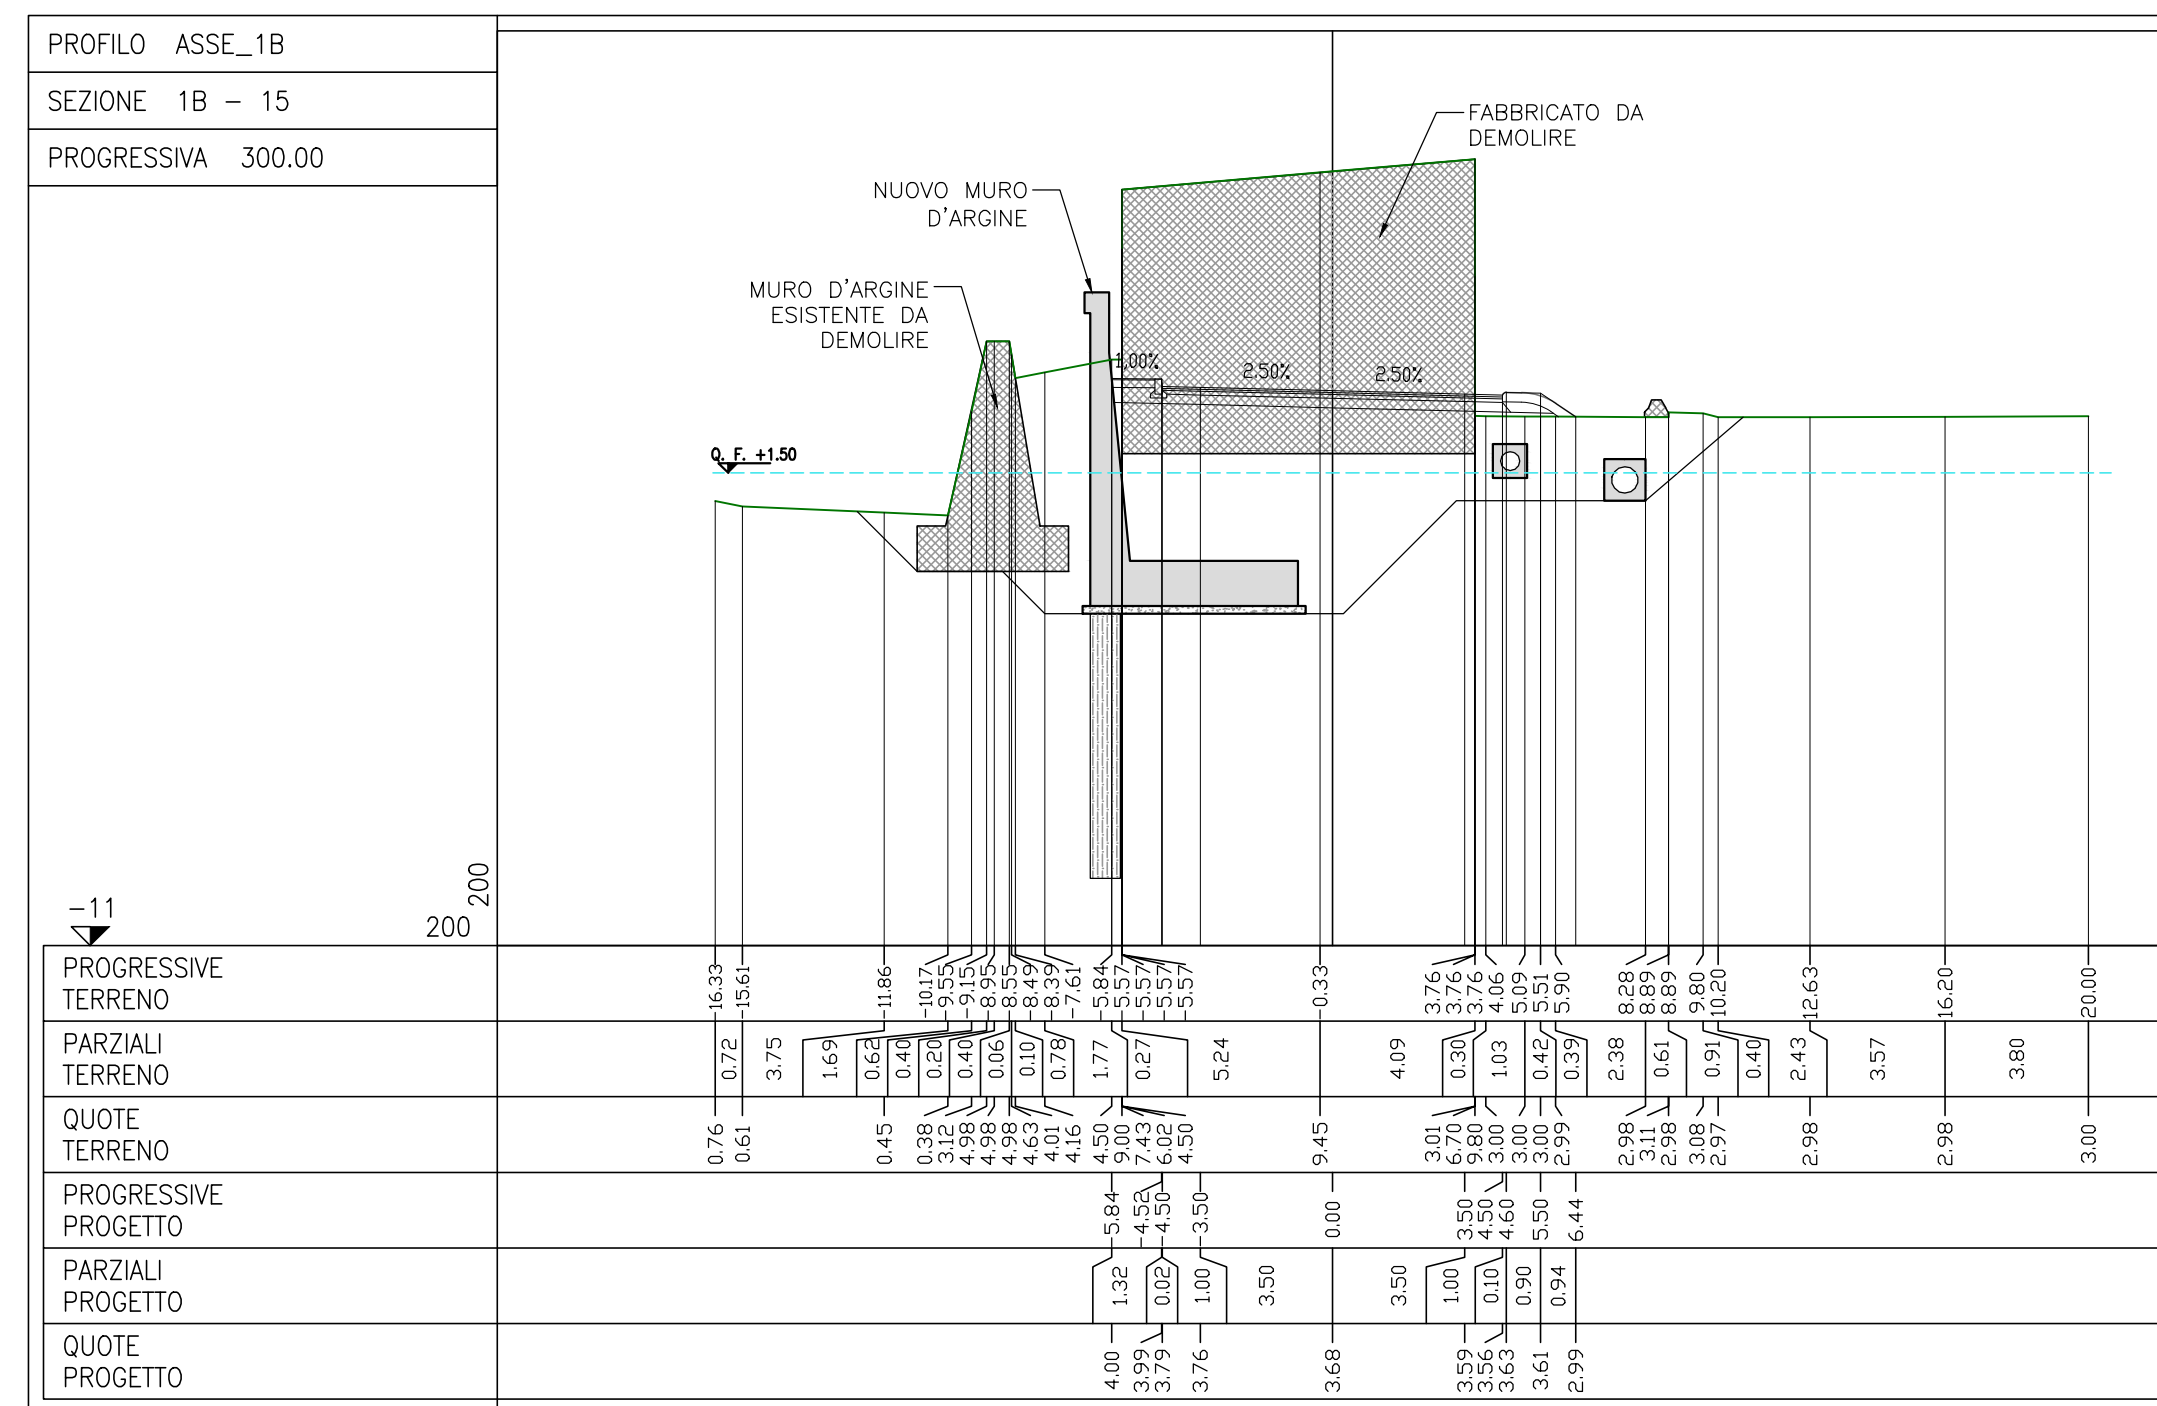 PROFILO ASSE_1B
SEZIONE 1B - 15
PROGRESSIVA 300.00
FABBRICATO DA
DEMOLIRE
NUOVO MURO
D'ARGINE
MURO D'ARGINE
ESISTENTE DA
DEMOLIRE
1,00%
2.50%
2.50%
Q. F. +1.50
200
200
-11
PROGRESSIVE
TERRENO
-16.33 -15.61 -11.86 -10.17 -9.55 -9.15 -8.95 -8.55 -8.49 -8.39 -7.61 -5.84 -5.57 -5.57 -5.57 -5.57 -0.33 3.76 3.76 3.76 4.06 5.09 5.51 5.90 8.28 8.89 8.89 9.80 10.20 12.63 16.20 20.00
PARZIALI
TERRENO
0.72 3.75 1.69 0.62 0.40 0.20 0.40 0.06 0.10 0.78 1.77 0.27 5.24 4.09 0.30 1.03 0.42 0.39 2.38 0.61 0.91 0.40 2.43 3.57 3.80
QUOTE
TERRENO
0.76 0.61 0.45 0.38 3.12 4.98 4.98 4.98 4.63 4.01 4.16 4.50 9.00 7.43 6.02 4.50 9.45 3.01 6.70 9.80 3.00 3.00 3.00 2.99 2.98 3.11 2.98 3.08 2.97 2.98 2.98 3.00
PROGRESSIVE
PROGETTO
-5.84 -4.52 -4.50 -3.50 0.00 3.50 4.50 4.60 5.50 6.44
PARZIALI
PROGETTO
1.32 0.02 1.00 3.50 3.50 1.00 0.10 0.90 0.94
QUOTE
PROGETTO
4.00 3.99 3.79 3.76 3.68 3.59 3.56 3.63 3.61 2.99